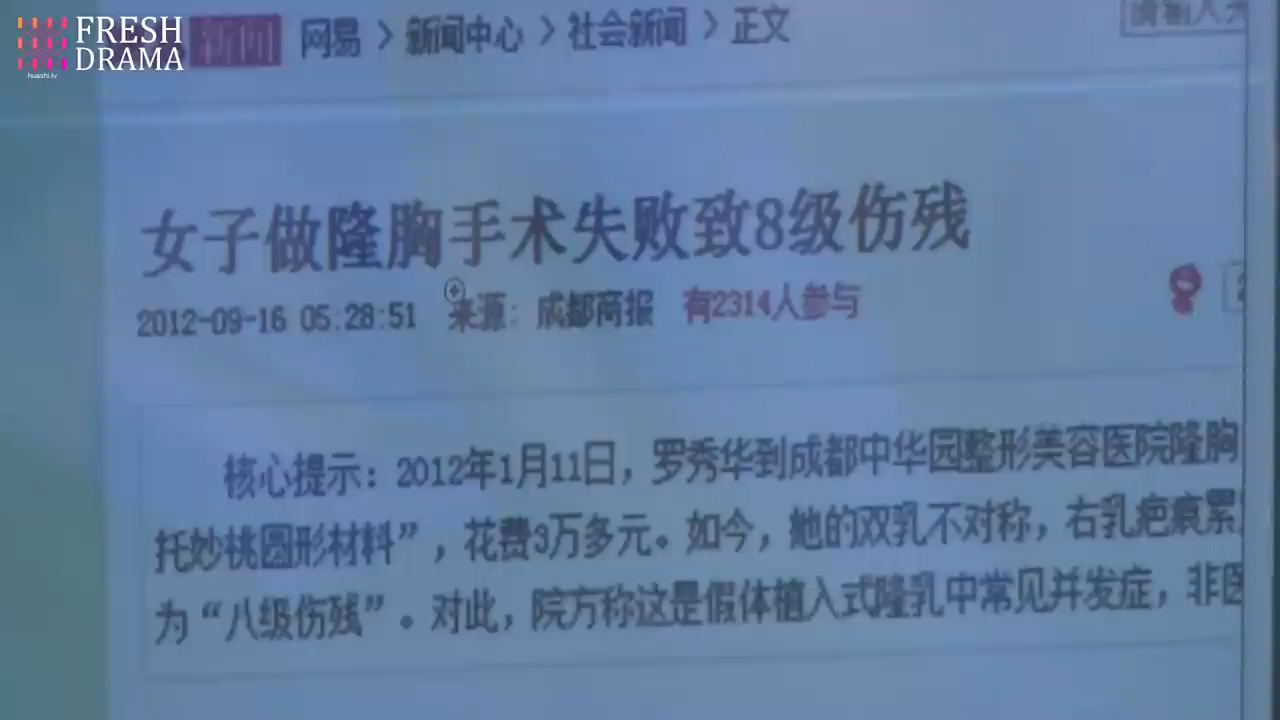 FRESH
DRAMA
huashi.tv
新闻 网易 > 新闻中心 > 社会新闻 > 正文
女子做隆胸手术失败致8级伤残
2012-09-16 05:28:51 来源: 成都商报 有2314人参与
核心提示：2012年1月11日，罗秀华到成都中华园整形美容医院隆胸
托妙桃圆形材料”，花费3万多元。如今，她的双乳不对称，右乳疤痕累
为“八级伤残”。对此，院方称这是假体植入式隆乳中常见并发症，非医